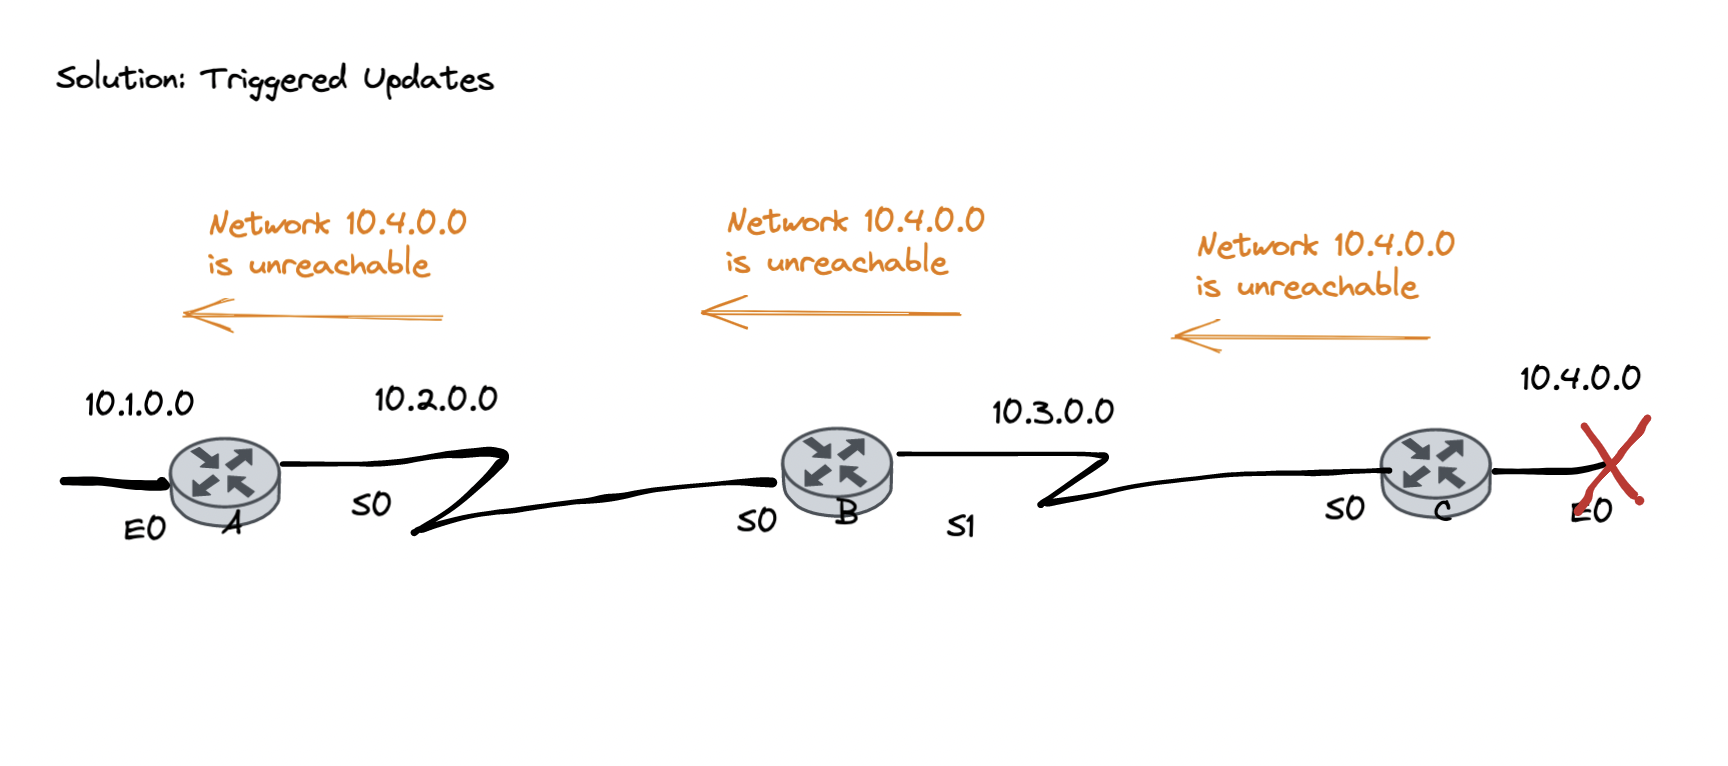 Solution: Triggered Updates
Network 10.4.0.0
is unreachable
Network 10.4.0.0
is unreachable
Network 10.4.0.0
is unreachable
10.1.0.0
10.2.0.0
10.3.0.0
10.4.0.0
E0
A
S0
S0
B
S1
S0
C
E0